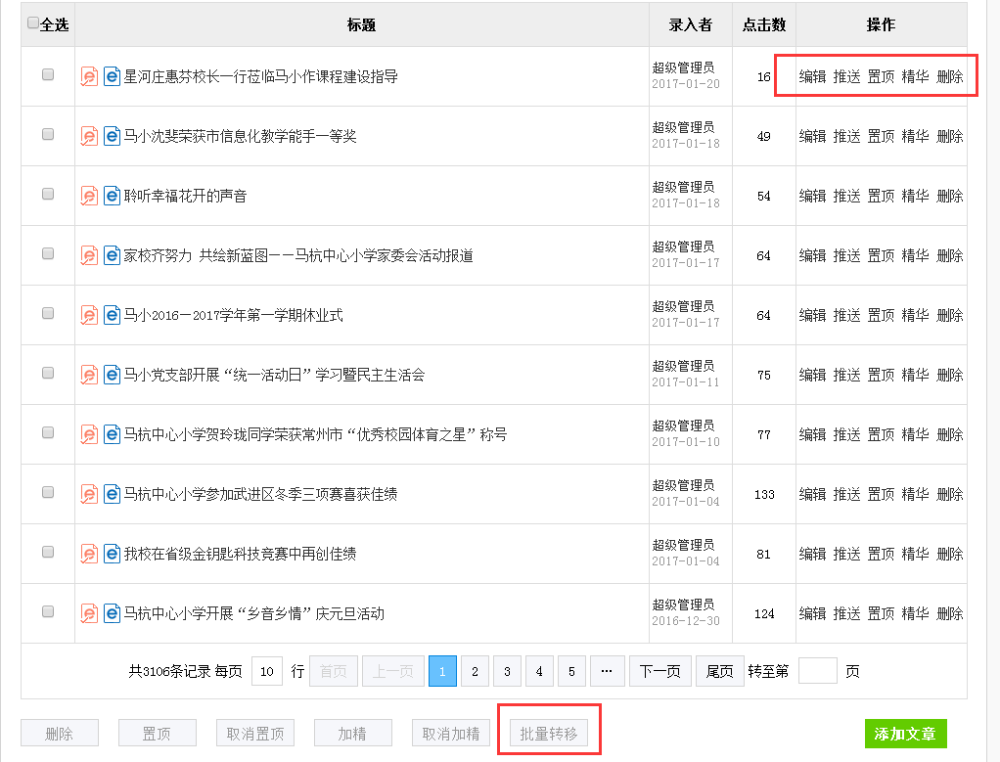 全选 标题 录入者 点击数 操作
星河庄惠芬校长一行莅临马小作课程建设指导 超级管理员 2017-01-20 16 编辑 推送 置顶 精华 删除
马小沈斐荣获市信息化教学能手一等奖 超级管理员 2017-01-18 49 编辑 推送 置顶 精华 删除
聆听幸福花开的声音 超级管理员 2017-01-18 54 编辑 推送 置顶 精华 删除
家校齐努力 共绘新蓝图——马杭中心小学家委会活动报道 超级管理员 2017-01-17 64 编辑 推送 置顶 精华 删除
马小2016—2017学年第一学期休业式 超级管理员 2017-01-17 64 编辑 推送 置顶 精华 删除
马小党支部开展“统一活动日”学习暨民主生活会 超级管理员 2017-01-11 75 编辑 推送 置顶 精华 删除
马杭中心小学贺玲珑同学荣获常州市“优秀校园体育之星”称号 超级管理员 2017-01-10 77 编辑 推送 置顶 精华 删除
马杭中心小学参加武进区冬季三项赛喜获佳绩 超级管理员 2017-01-04 133 编辑 推送 置顶 精华 删除
我校在省级金钥匙科技竞赛中再创佳绩 超级管理员 2017-01-04 81 编辑 推送 置顶 精华 删除
马杭中心小学开展“乡音乡情”庆元旦活动 超级管理员 2016-12-30 124 编辑 推送 置顶 精华 删除
共3106条记录 每页 10 行 首页 上一页 1 2 3 4 5 ··· 下一页 尾页 转至第 页
删除 置顶 取消置顶 加精 取消加精 批量转移 添加文章